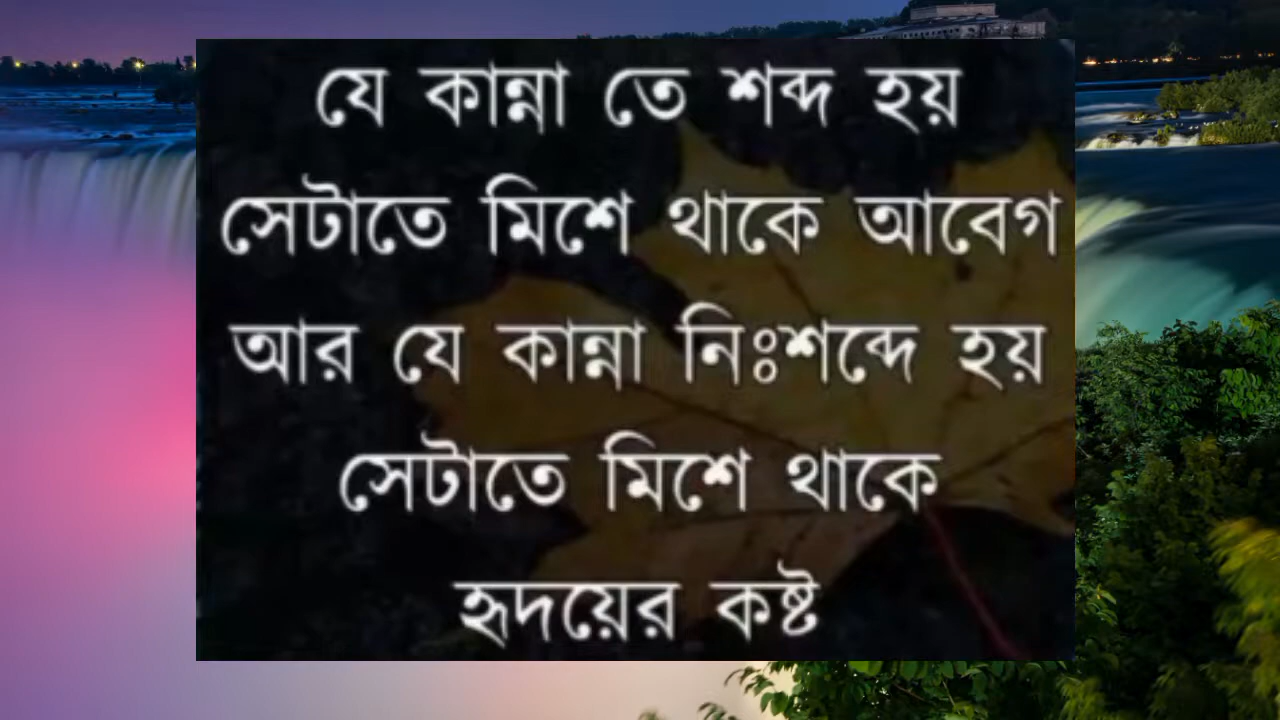 যে কান্না তে শব্দ হয়
সেটাতে মিশে থাকে আবেগ
আর যে কান্না নিঃশব্দে হয়
সেটাতে মিশে থাকে
হৃদয়ের কষ্ট